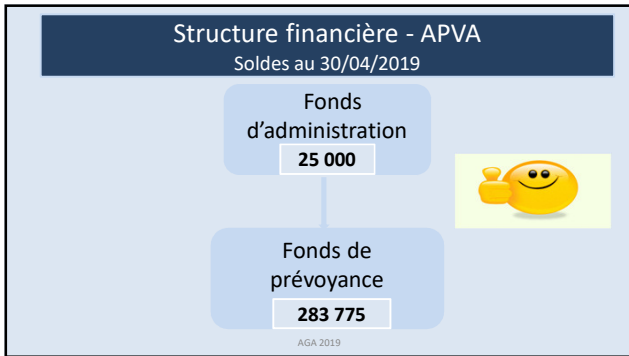 Structure financière - APVA
Soldes au 30/04/2019
Fonds
d’administration
25 000
Fonds de
prévoyance
283 775
AGA 2019